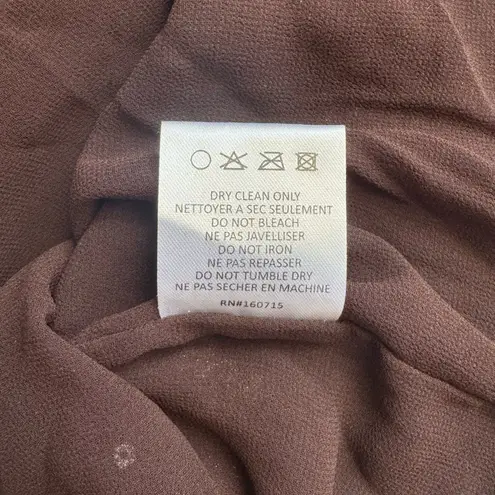 DRY CLEAN ONLY
NETTOYER A SEC SEULEMENT
DO NOT BLEACH
NE PAS JAVELLISER
DO NOT IRON
NE PAS REPASSER
DO NOT TUMBLE DRY
NE PAS SECHER EN MACHINE
RN#160715